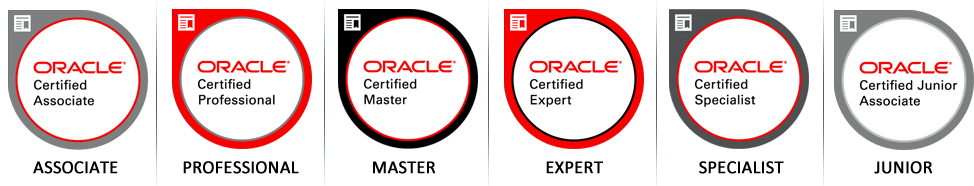 ORACLE®
Certified
Associate
ASSOCIATE
ORACLE®
Certified
Professional
PROFESSIONAL
ORACLE®
Certified
Master
MASTER
ORACLE®
Certified
Expert
EXPERT
ORACLE®
Certified
Specialist
SPECIALIST
ORACLE®
Certified Junior
Associate
JUNIOR